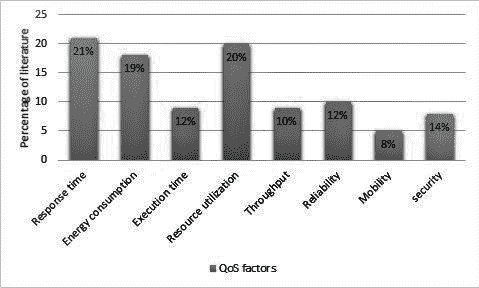 Percentage of literature
25
20
15
10
5
0
21%
19%
12%
20%
10%
12%
8%
14%
Response time
Energy consumption
Execution time
Resource utilization
Throughput
Reliability
Mobility
security
QoS factors